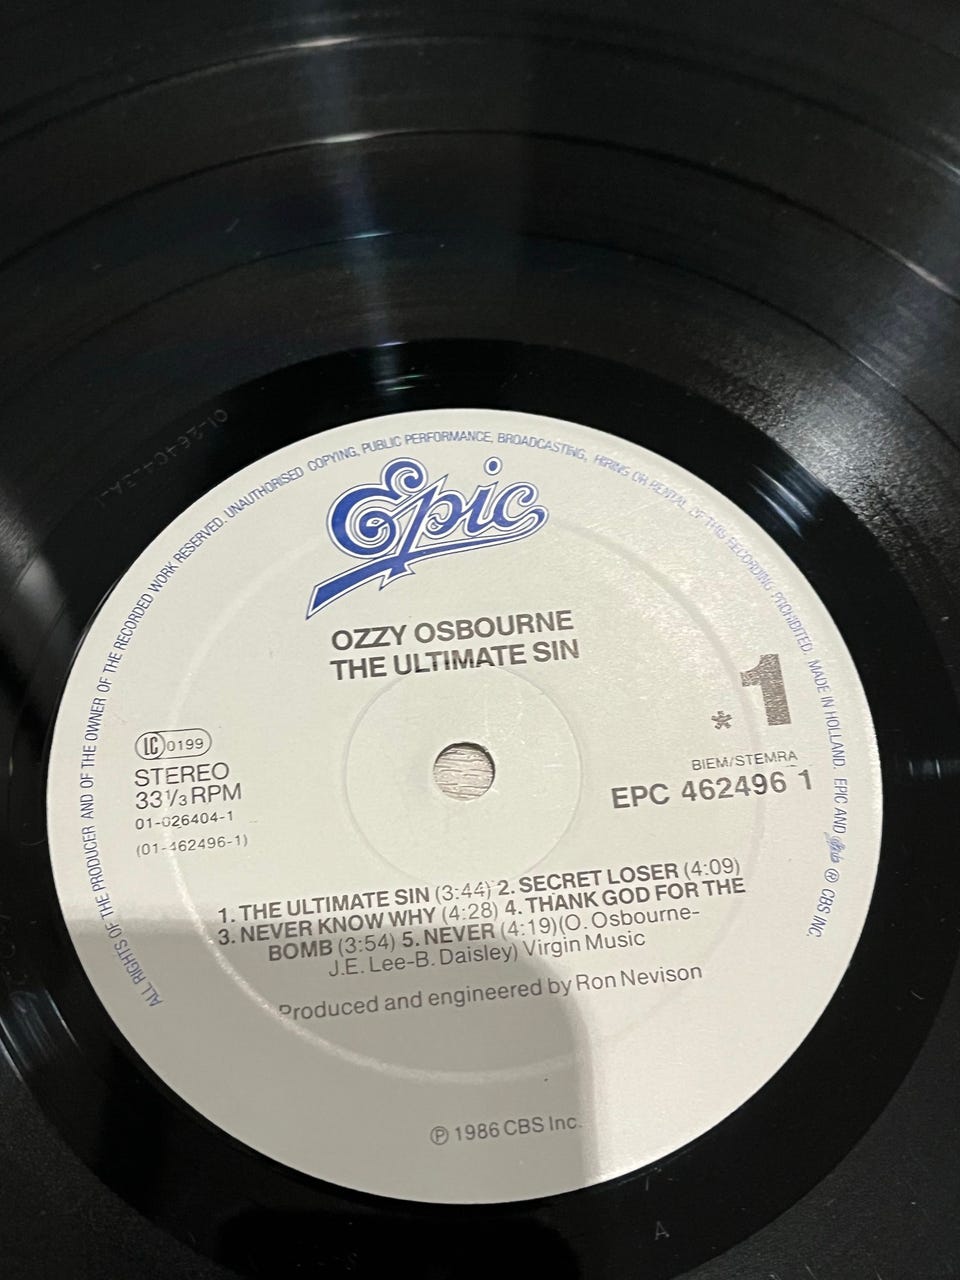 ALL RIGHTS OF THE PRODUCER AND OF THE OWNER OF THE RECORDED WORK RESERVED. UNAUTHORISED COPYING, PUBLIC PERFORMANCE, BROADCASTING, HIRING OR RENTAL OF THIS RECORDING PROHIBITED. MADE IN HOLLAND. EPIC AND ® CBS INC.
Epic
OZZY OSBOURNE
THE ULTIMATE SIN
* 1
LC 0199
STEREO
33 1/3 RPM
01-026404-1
(01-462496-1)
BIEM/STEMRA
EPC 462496 1
1. THE ULTIMATE SIN (3:44) 2. SECRET LOSER (4:09)
3. NEVER KNOW WHY (4:28) 4. THANK GOD FOR THE
BOMB (3:54) 5. NEVER (4:19)(O. Osbourne-
J.E. Lee-B. Daisley) Virgin Music
Produced and engineered by Ron Nevison
℗ 1986 CBS Inc.
A